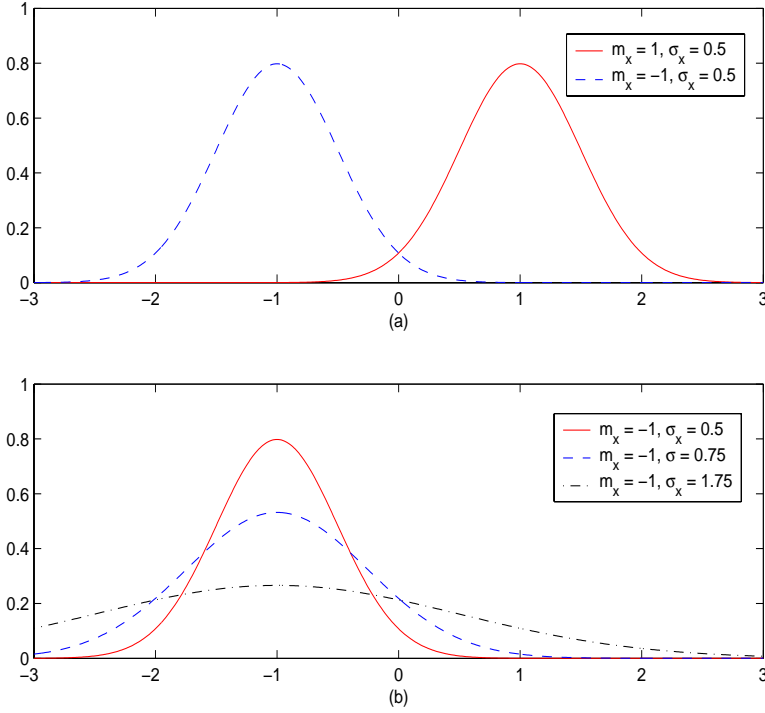 1
0.8
0.6
0.4
0.2
0
m_x = 1, σ_x = 0.5
m_x = −1, σ_x = 0.5
−3 −2 −1 0 1 2 3
(a)
1
0.8
0.6
0.4
0.2
0
m_x = −1, σ_x = 0.5
m_x = −1, σ = 0.75
m_x = −1, σ_x = 1.75
−3 −2 −1 0 1 2 3
(b)